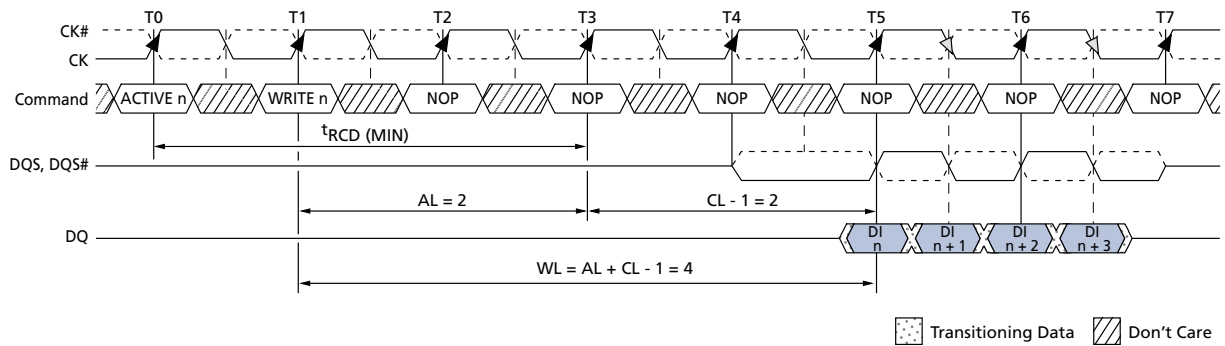 T0 T1 T2 T3 T4 T5 T6 T7
CK#
CK
Command ACTIVE n WRITE n NOP NOP NOP NOP NOP NOP
tRCD (MIN)
DQS, DQS#
AL = 2 CL - 1 = 2
DQ DI n DI n + 1 DI n + 2 DI n + 3
WL = AL + CL - 1 = 4
Transitioning Data Don't Care